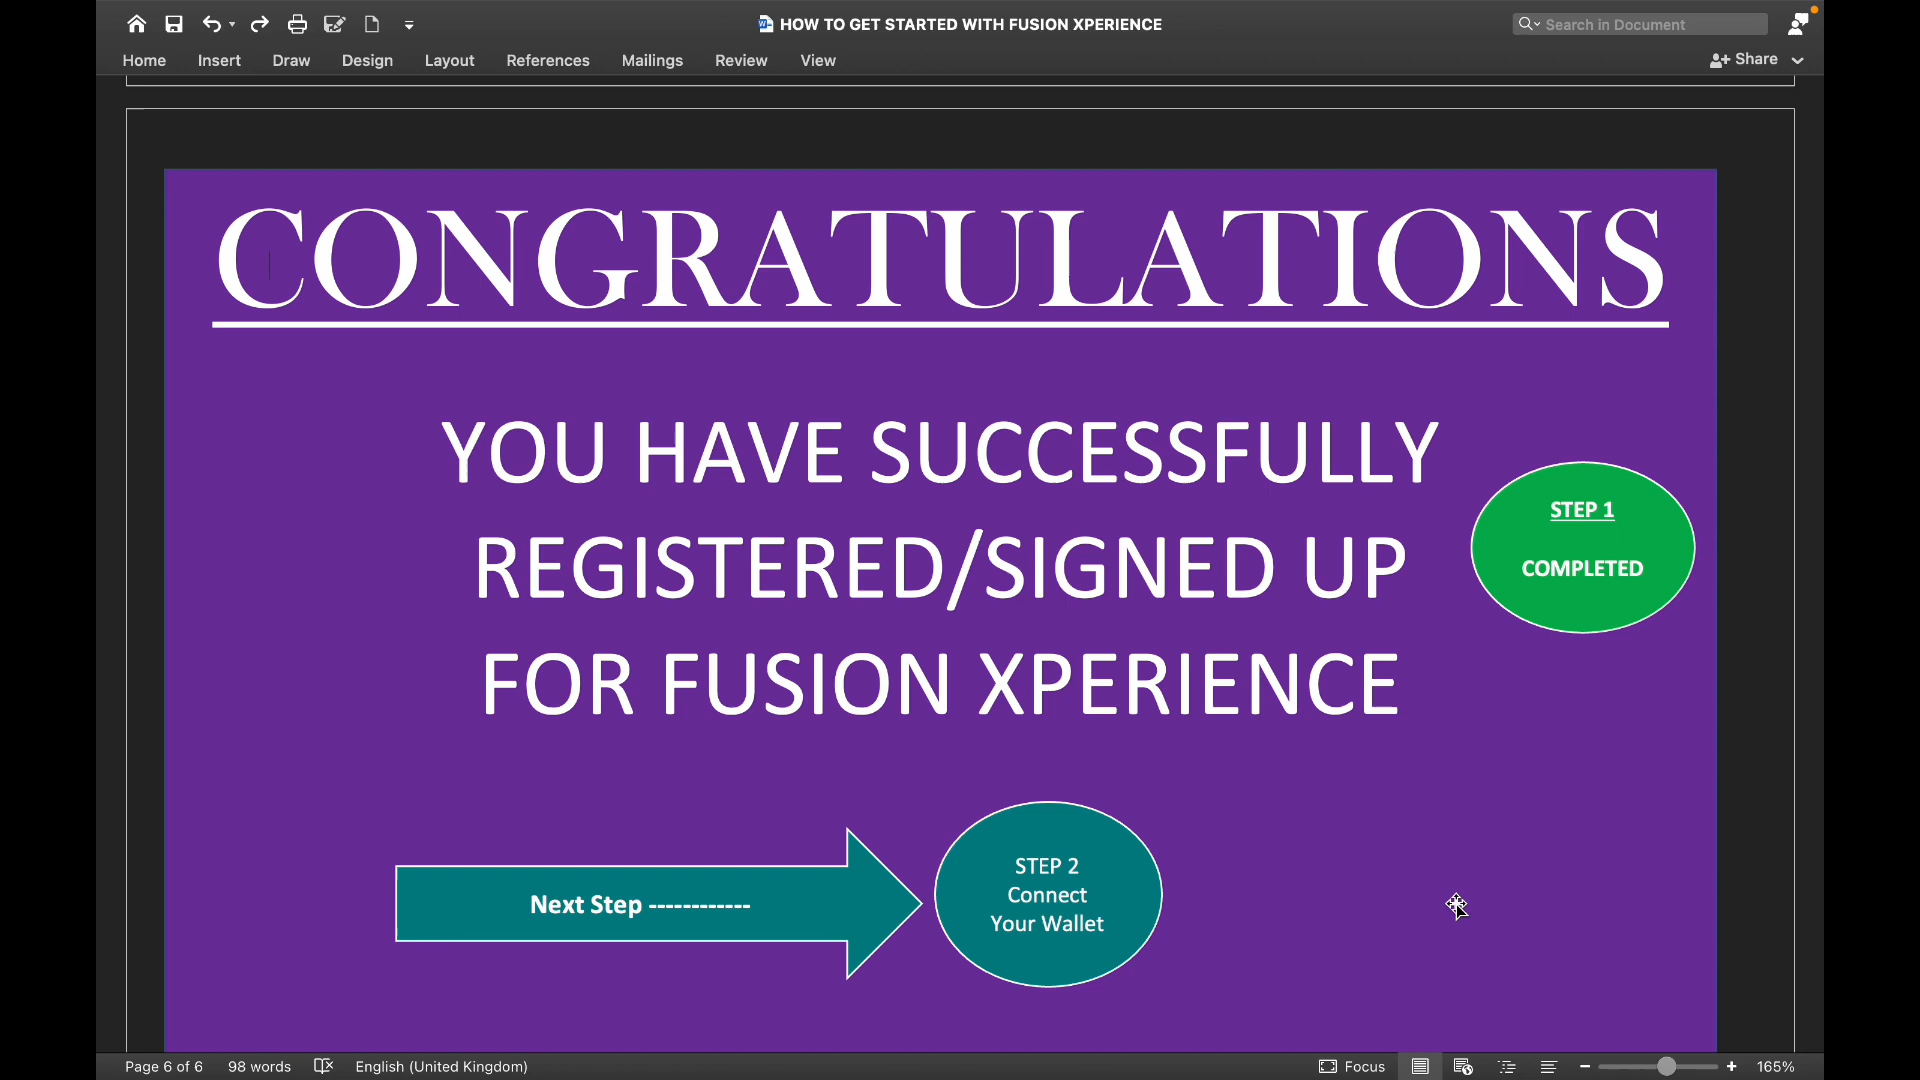 HOW TO GET STARTED WITH FUSION XPERIENCE
Search in Document
Home Insert Draw Design Layout References Mailings Review View
Share
CONGRATULATIONS
YOU HAVE SUCCESSFULLY
REGISTERED/SIGNED UP
FOR FUSION XPERIENCE
STEP 1
COMPLETED
Next Step ------------
STEP 2
Connect
Your Wallet
Page 6 of 6 98 words English (United Kingdom) Focus 165%